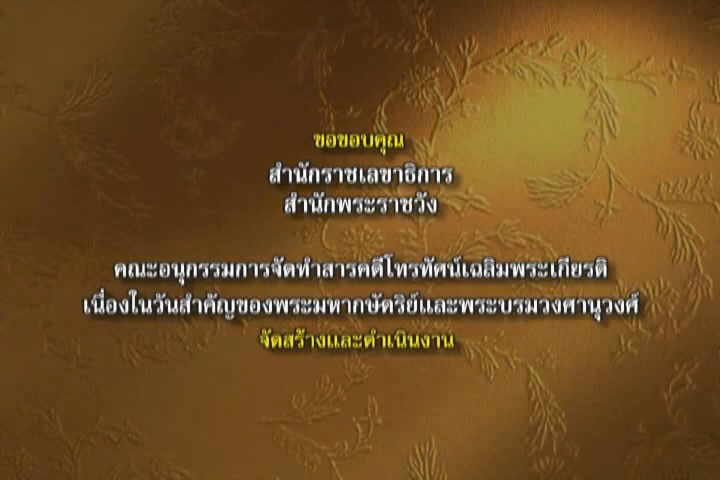 ขอขอบคุณ
สำนักราชเลขาธิการ
สำนักพระราชวัง
คณะอนุกรรมการจัดทำสารคดีโทรทัศน์เฉลิมพระเกียรติ
เนื่องในวันสำคัญของพระมหากษัตริย์และพระบรมวงศานุวงศ์
จัดสร้างและดำเนินงาน